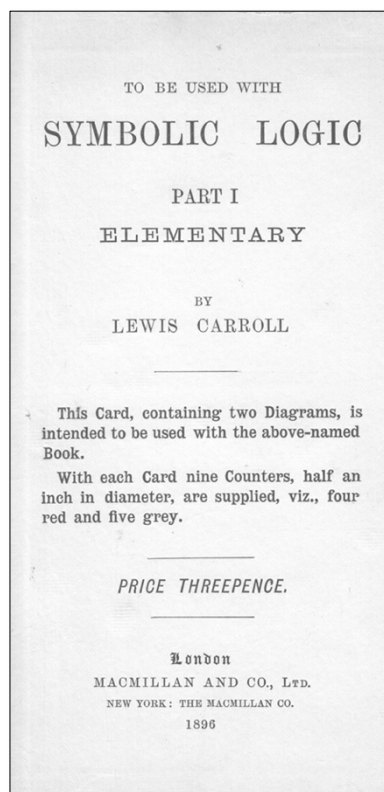 TO BE USED WITH
SYMBOLIC LOGIC
PART I
ELEMENTARY
BY
LEWIS CARROLL
This Card, containing two Diagrams, is
intended to be used with the above-named
Book.
With each Card nine Counters, half an
inch in diameter, are supplied, viz., four
red and five grey.
PRICE THREEPENCE.
London
MACMILLAN AND CO., LTD.
NEW YORK: THE MACMILLAN CO.
1896